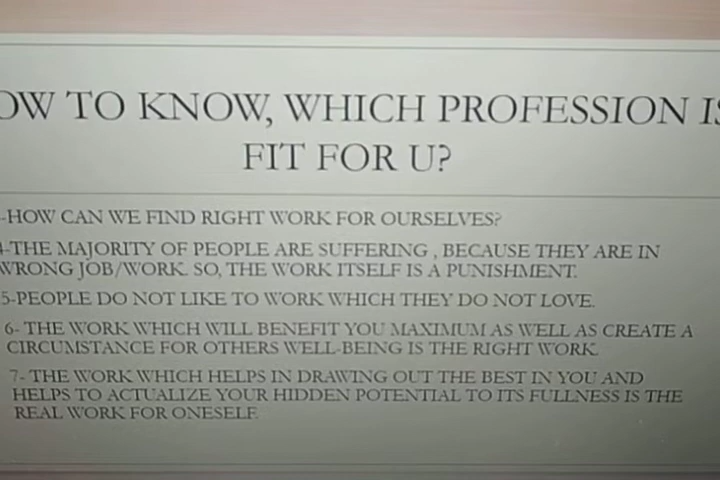 OW TO KNOW, WHICH PROFESSION IS
FIT FOR U?
-HOW CAN WE FIND RIGHT WORK FOR OURSELVES?
4-THE MAJORITY OF PEOPLE ARE SUFFERING , BECAUSE THEY ARE IN
WRONG JOB/WORK. SO, THE WORK ITSELF IS A PUNISHMENT.
5-PEOPLE DO NOT LIKE TO WORK WHICH THEY DO NOT LOVE.
6- THE WORK WHICH WILL BENEFIT YOU MAXIMUM AS WELL AS CREATE A
CIRCUMSTANCE FOR OTHERS WELL-BEING IS THE RIGHT WORK.
7- THE WORK WHICH HELPS IN DRAWING OUT THE BEST IN YOU AND
HELPS TO ACTUALIZE YOUR HIDDEN POTENTIAL TO ITS FULLNESS IS THE
REAL WORK FOR ONESELF.